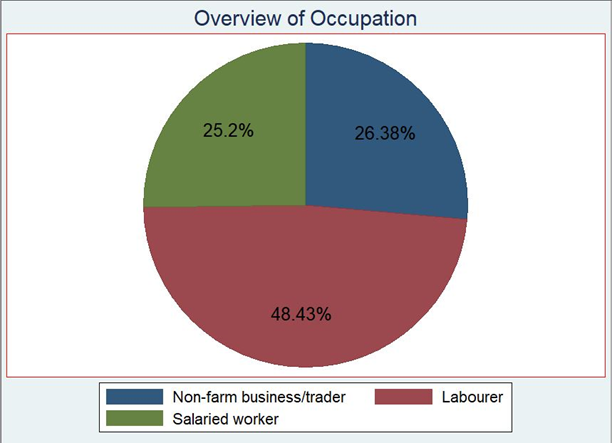 Overview of Occupation
25.2%
26.38%
48.43%
Non-farm business/trader
Labourer
Salaried worker